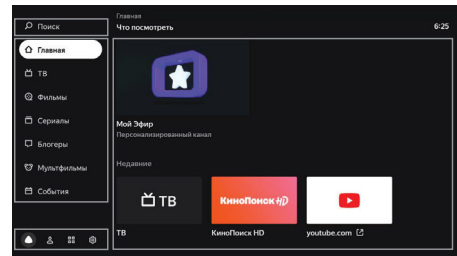 Главная
Что посмотреть
6:25
Поиск
Главная
ТВ
Фильмы
Сериалы
Блогеры
Мультфильмы
События
Мой Эфир
Персонализированный канал
Недавние
ТВ
КиноПоиск HD
ТВ
КиноПоиск HD
youtube.com